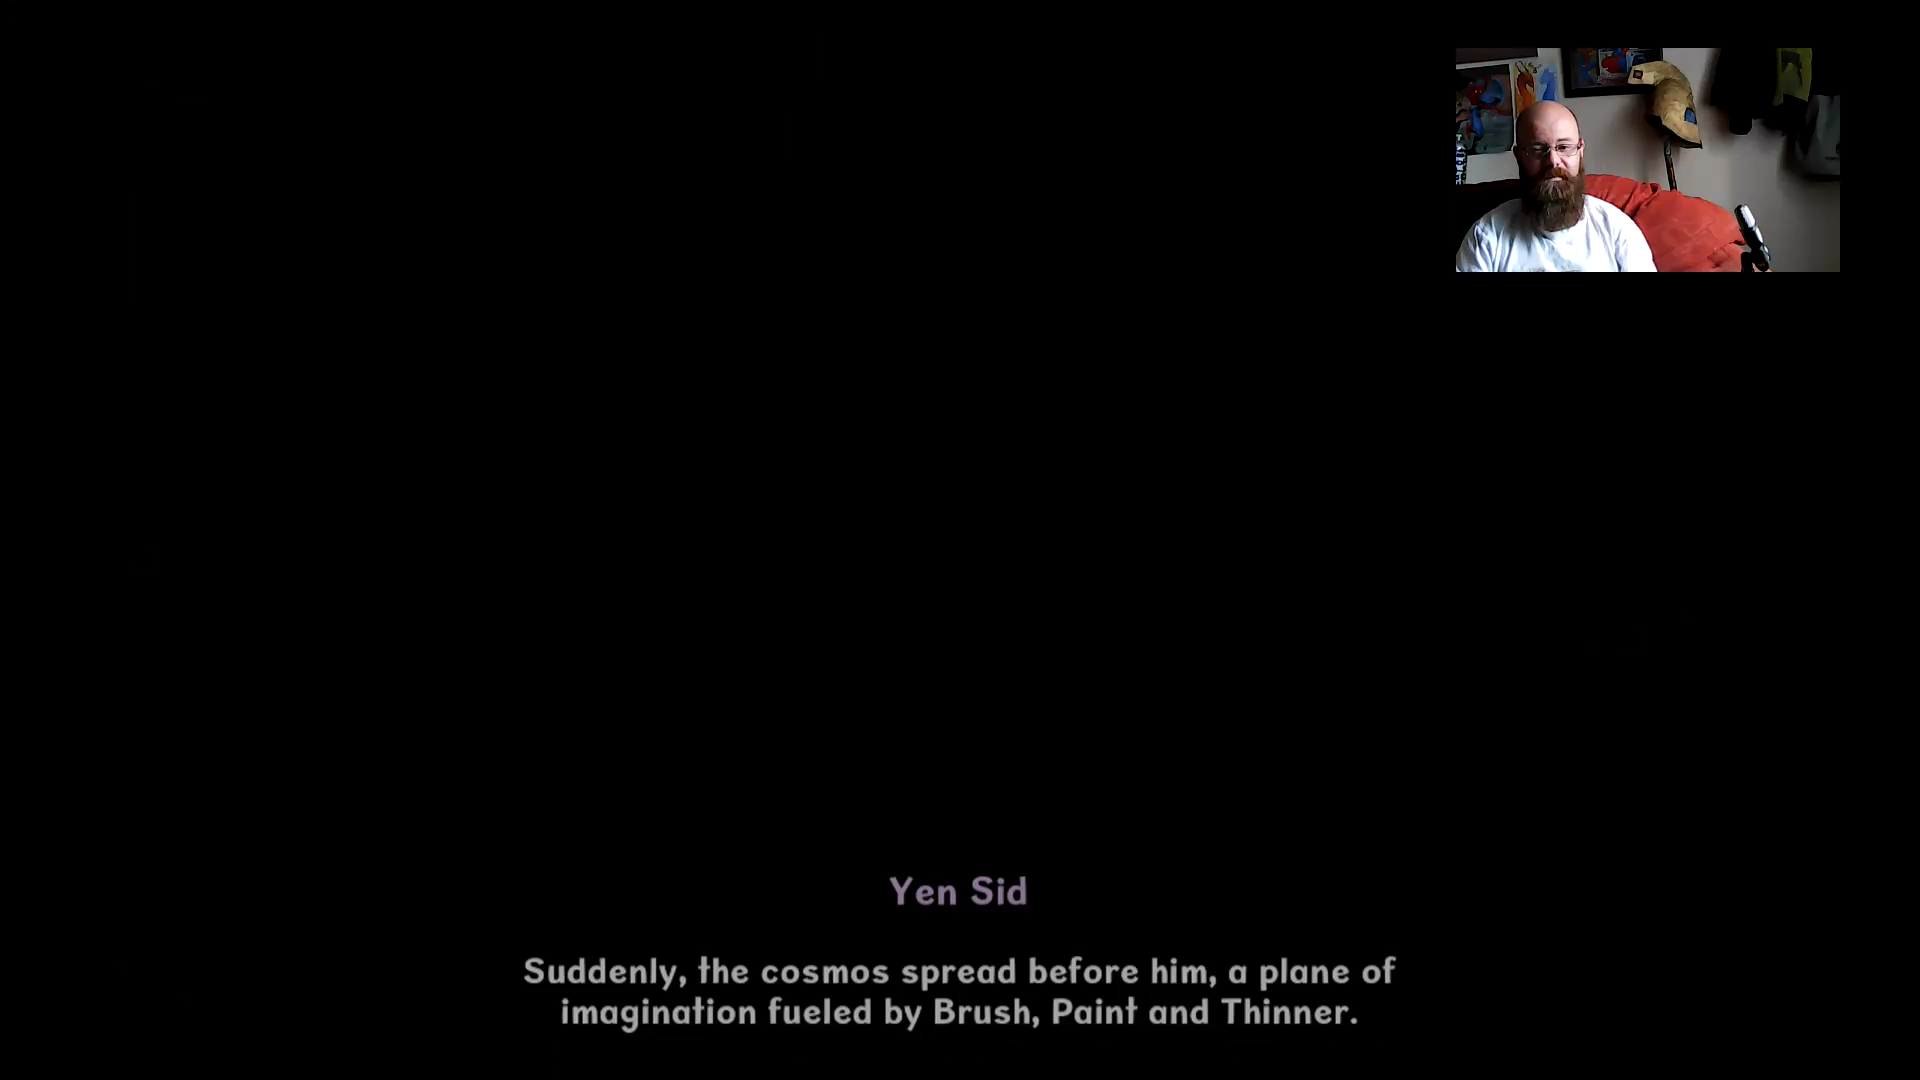 Yen Sid
Suddenly, the cosmos spread before him, a plane of
imagination fueled by Brush, Paint and Thinner.